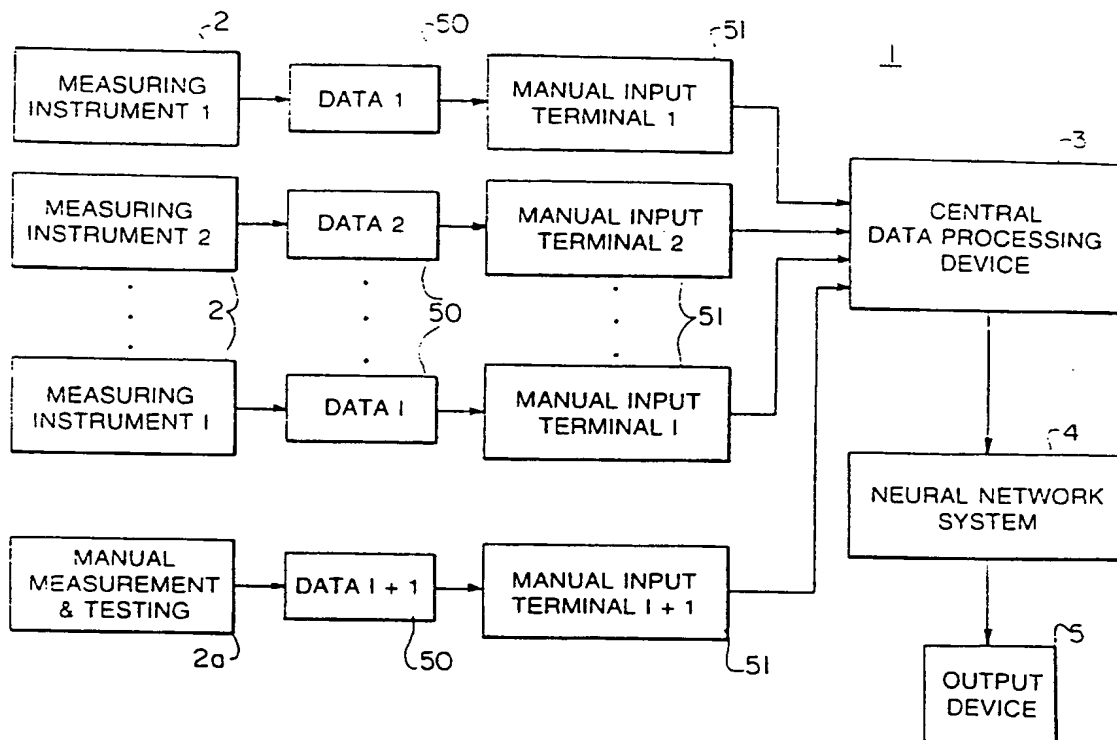 2
50
51
1
MEASURING
INSTRUMENT 1
DATA 1
MANUAL INPUT
TERMINAL 1
3
CENTRAL
DATA PROCESSING
DEVICE
MEASURING
INSTRUMENT 2
DATA 2
MANUAL INPUT
TERMINAL 2
2
50
51
MEASURING
INSTRUMENT I
DATA I
MANUAL INPUT
TERMINAL I
4
NEURAL NETWORK
SYSTEM
MANUAL
MEASUREMENT
& TESTING
DATA I + 1
MANUAL INPUT
TERMINAL I + 1
2a
50
51
5
OUTPUT
DEVICE